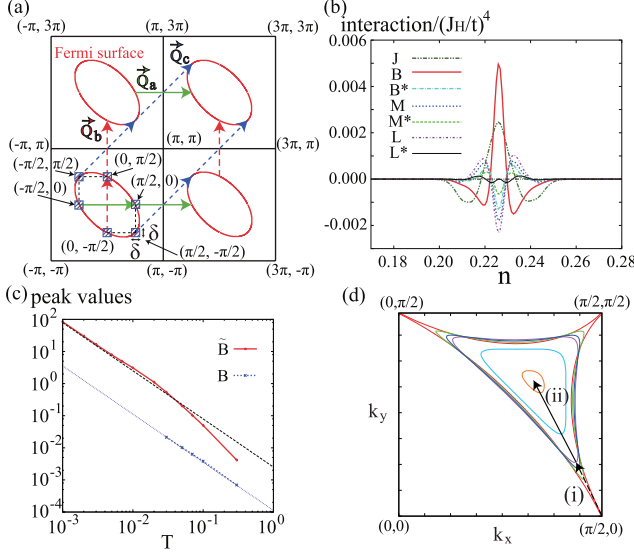 (a)
(-π, 3π)
(π, 3π)
(3π, 3π)
Fermi surface
Q_a
Q_c
Q_b
(-π, π)
(π, π)
(3π, π)
(-π/2, π/2)
(0, π/2)
(-π/2, 0)
(π/2, 0)
(0, -π/2)
δ
δ
(π/2, -π/2)
(-π, -π)
(π, -π)
(3π, -π)
(b)
interaction/(J_H/t)^4
0.006
0.004
0.002
0.000
-0.002
J
B
B*
M
M*
L
L*
0.18 0.20 0.22 0.24 0.26 0.28
n
(c) peak values
10^2
10^1
10^0
10^-1
10^-2
10^-3
10^-4
B̃
B
10^-3 10^-2 10^-1 10^0
T
(d)
(0,π/2)
(π/2,π/2)
(ii)
k_y
(i)
(0,0)
(π/2,0)
k_x